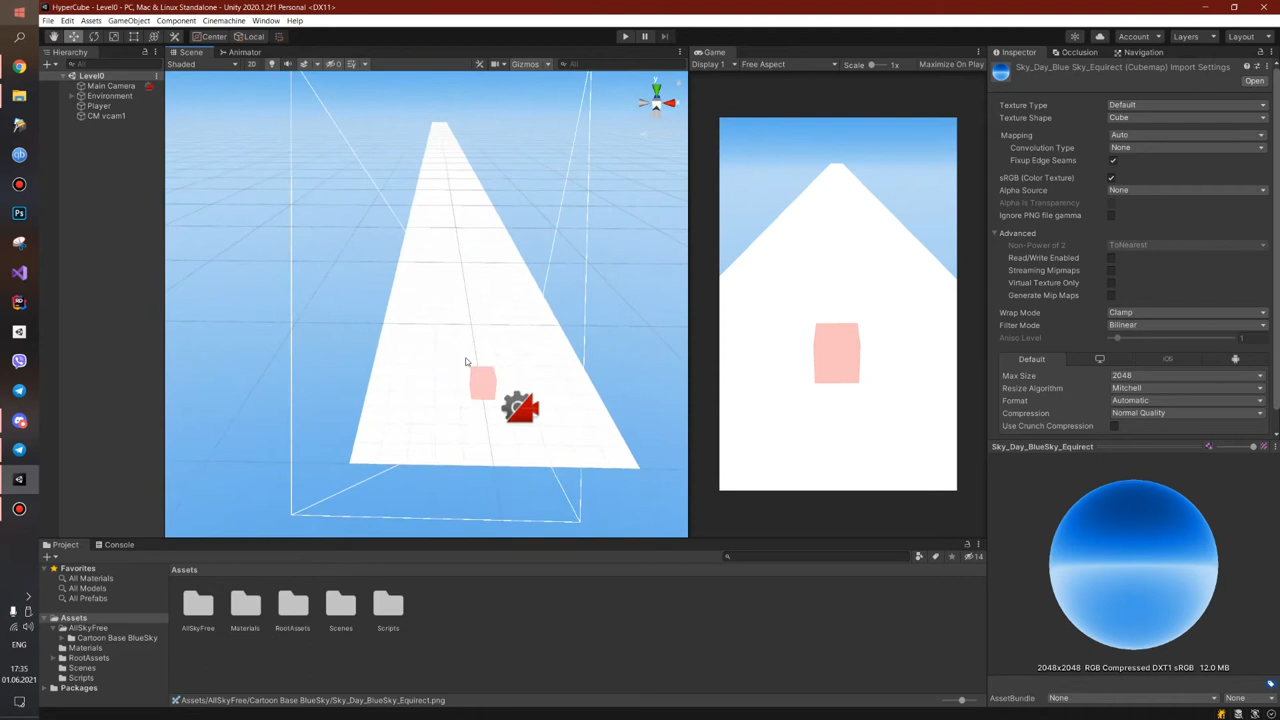 HyperCube - Level0 - PC, Mac & Linux Standalone - Unity 2020.1.2f1 Personal <DX11>
File Edit Assets GameObject Component Cinemachine Window Help
Center Local
Account Layers Layout
Hierarchy
All
Level0
Main Camera
Environment
Player
CM vcam1
Scene Animator
Shaded 2D 0 Gizmos All
y
Game
Display 1 Free Aspect Scale 1x Maximize On Play
Inspector Occlusion Navigation
Sky_Day_Blue Sky_Equirect (Cubemap) Import Settings
Open
Texture Type Default
Texture Shape Cube
Mapping Auto
Convolution Type None
Fixup Edge Seams
sRGB (Color Texture)
Alpha Source None
Alpha Is Transparency
Ignore PNG file gamma
Advanced
Non-Power of 2 ToNearest
Read/Write Enabled
Streaming Mipmaps
Virtual Texture Only
Generate Mip Maps
Wrap Mode Clamp
Filter Mode Bilinear
Aniso Level 1
Default iOS
Max Size 2048
Resize Algorithm Mitchell
Format Automatic
Compression Normal Quality
Use Crunch Compression
Sky_Day_BlueSky_Equirect
2048x2048 RGB Compressed DXT1 sRGB 12.0 MB
AssetBundle None None
Project Console
14
Favorites
All Materials
All Models
All Prefabs
Assets
AllSkyFree
Cartoon Base BlueSky
Materials
RootAssets
Scenes
Scripts
Packages
Assets
AllSkyFree Materials RootAssets Scenes Scripts
Assets/AllSkyFree/Cartoon Base BlueSky/Sky_Day_BlueSky_Equirect.png
Ps
qb
ENG
17:35
01.06.2021